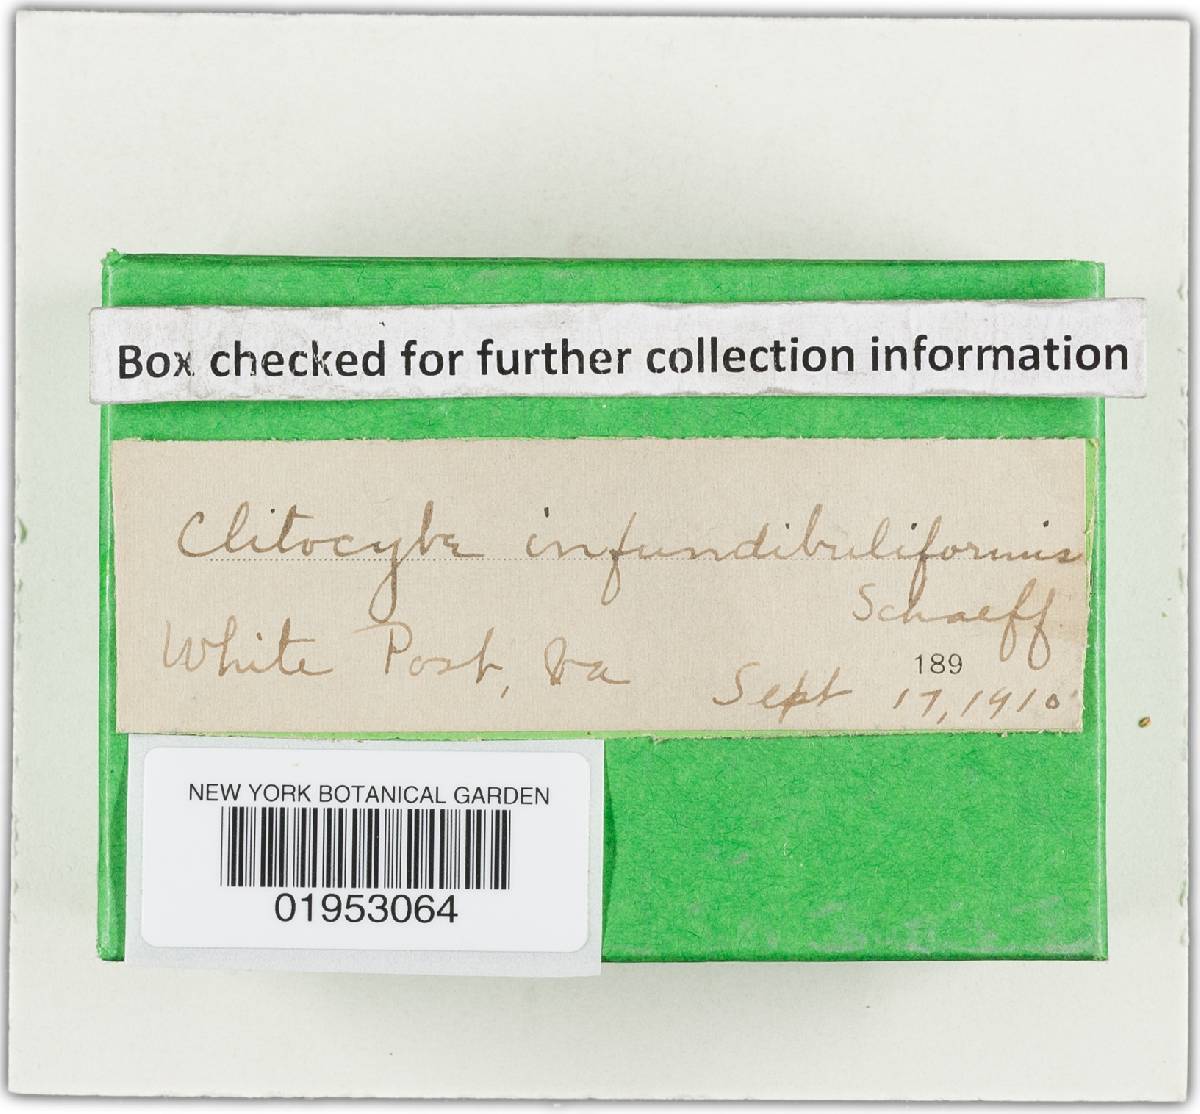 Box checked for further collection information
Clitocybe infundibuliformis
Schaeff.
White Post, Va
189
Sept 17, 1910
NEW YORK BOTANICAL GARDEN
01953064